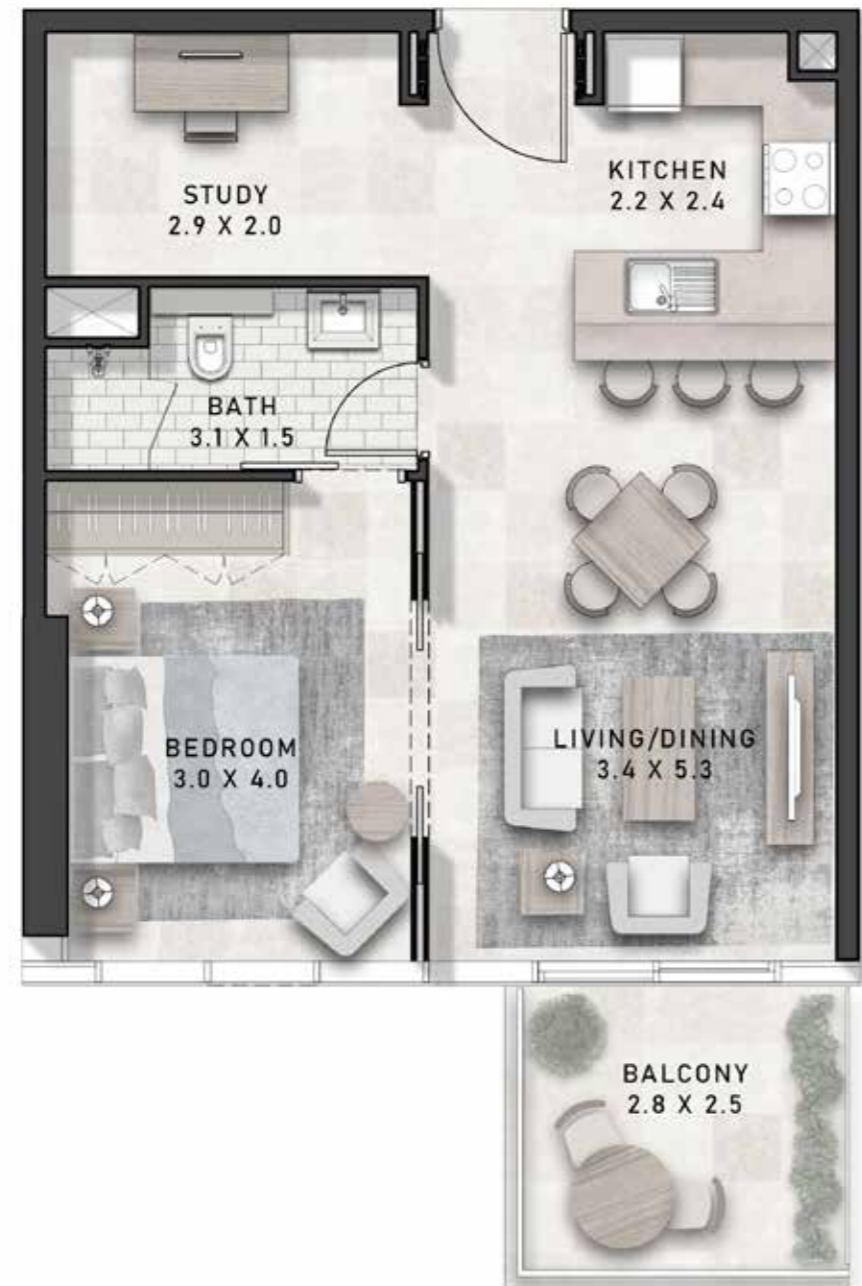 STUDY
2.9 X 2.0
KITCHEN
2.2 X 2.4
BATH
3.1 X 1.5
BEDROOM
3.0 X 4.0
LIVING/DINING
3.4 X 5.3
BALCONY
2.8 X 2.5